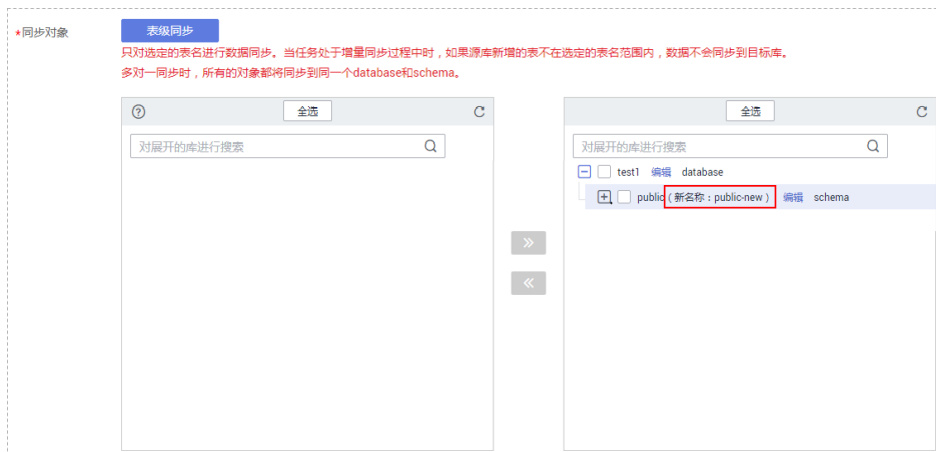 *同步对象
表级同步
只对选定的表名进行数据同步。当任务处于增量同步过程中时，如果源库新增的表不在选定的表名范围内，数据不会同步到目标库。
多对一同步时，所有的对象都将同步到同一个database和schema。
全选
对展开的库进行搜索
全选
对展开的库进行搜索
test1 编辑 database
public (新名称：public-new) 编辑 schema